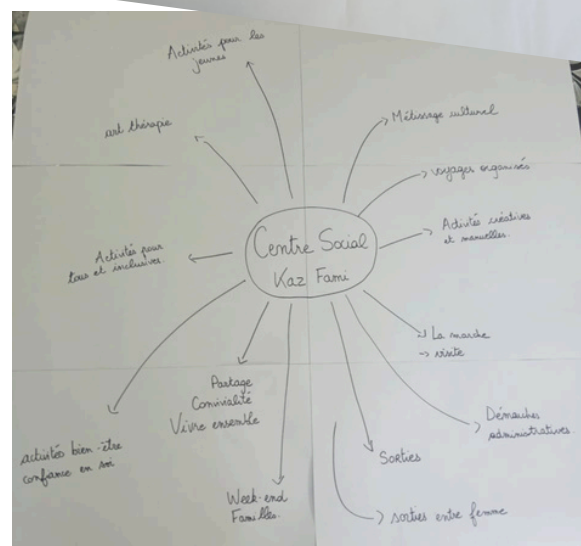 Activités pour les
jeunes
art thérapie
Métissage culturel
voyages organisés
Activités créatives
et manuelles.
Centre Social
Kaz Fami
Activités pour
tous et inclusives.
La marche
-> visite
Partage
Convivialité
Vivre ensemble
Démarches
administratives.
activités bien-être
confiance en soi
Sorties
Week-end
Familles.
sorties entre femme